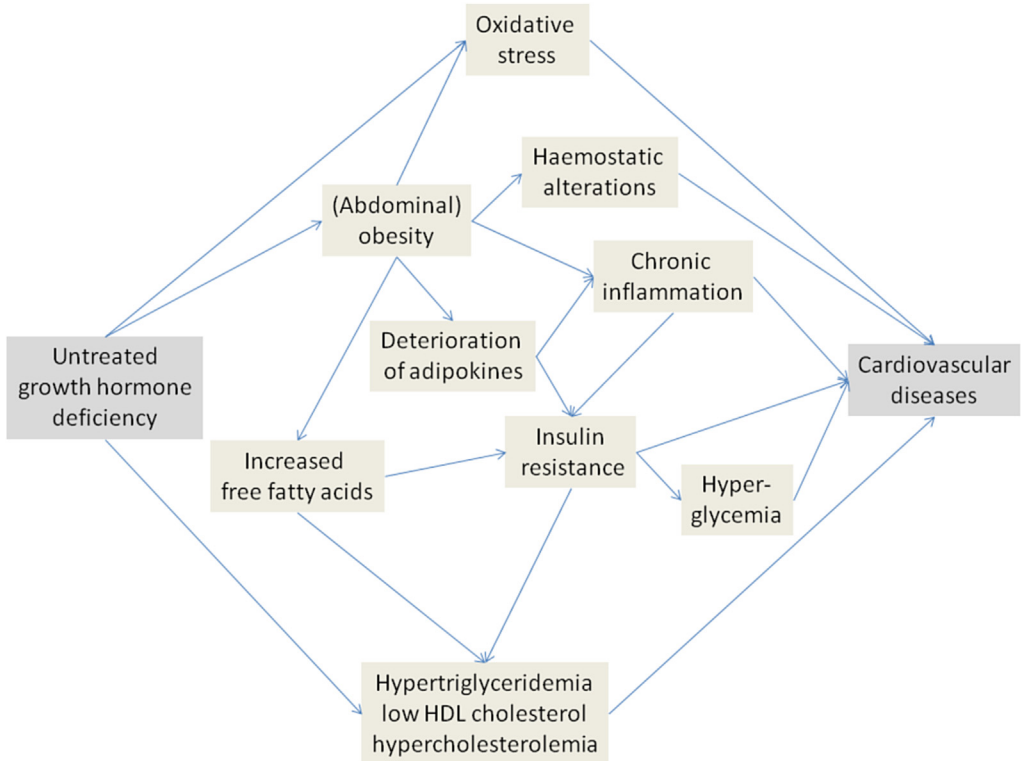 Oxidative
stress
Haemostatic
alterations
(Abdominal)
obesity
Chronic
inflammation
Deterioration
of adipokines
Untreated
growth hormone
deficiency
Cardiovascular
diseases
Insulin
resistance
Increased
free fatty acids
Hyper-
glycemia
Hypertriglyceridemia
low HDL cholesterol
hypercholesterolemia